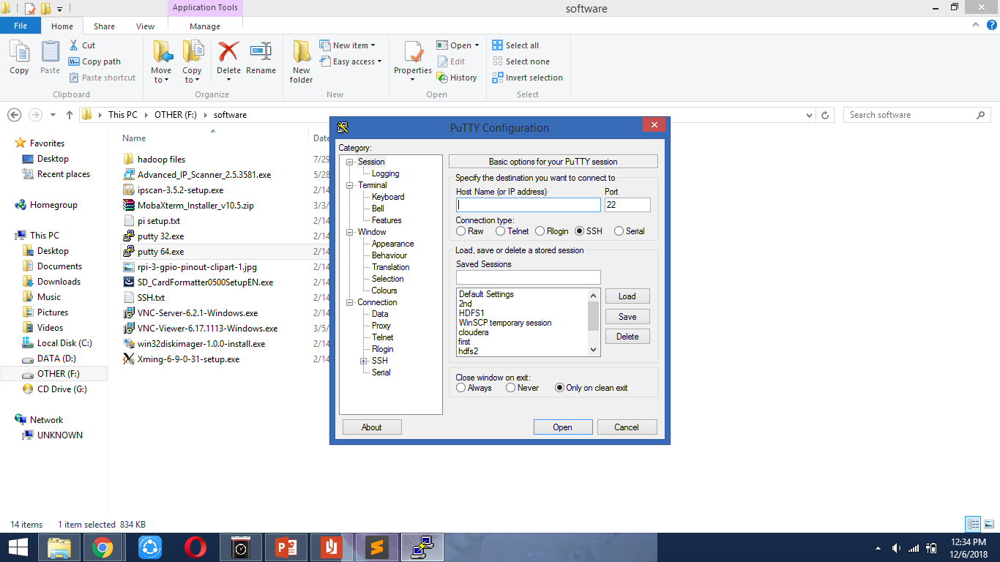 Application Tools
software
File
Home
Share
View
Manage
Copy
Paste
Cut
Copy path
Paste shortcut
Clipboard
Move to
Copy to
Delete
Rename
Organize
New folder
New item
Easy access
New
Properties
Open
Edit
History
Open
Select all
Select none
Invert selection
Select
This PC
OTHER (F:)
software
Search software
Favorites
Desktop
Recent places
Homegroup
This PC
Desktop
Documents
Downloads
Music
Pictures
Videos
Local Disk (C:)
DATA (D:)
OTHER (F:)
CD Drive (G:)
Network
UNKNOWN
Name
hadoop files 7/29
Advanced_IP_Scanner_2.5.3581.exe 5/28
ipscan-3.5.2-setup.exe 2/14
MobaXterm_Installer_v10.5.zip 3/3/
pi setup.txt 2/14
putty 32.exe 2/14
putty 64.exe 2/14
rpi-3-gpio-pinout-clipart-1.jpg 2/14
SD_CardFormatter0500SetupEN.exe 2/14
SSH.txt 2/14
VNC-Server-6.2.1-Windows.exe 2/14
VNC-Viewer-6.17.1113-Windows.exe 3/5/
win32diskimager-1.0.0-install.exe 2/14
Xming-6-9-0-31-setup.exe 2/14
PuTTY Configuration
Category:
Session
Logging
Terminal
Keyboard
Bell
Features
Window
Appearance
Behaviour
Translation
Selection
Colours
Connection
Data
Proxy
Telnet
Rlogin
SSH
Serial
Basic options for your PuTTY session
Specify the destination you want to connect to
Host Name (or IP address) Port
22
Connection type:
Raw Telnet Rlogin SSH Serial
Load, save or delete a stored session
Saved Sessions
Default Settings
2nd
HDFS1
WinSCP temporary session
cloudera
first
hdfs2
Load
Save
Delete
Close window on exit:
Always Never Only on clean exit
About Open Cancel
14 items 1 item selected 834 KB
12:34 PM
12/6/2018